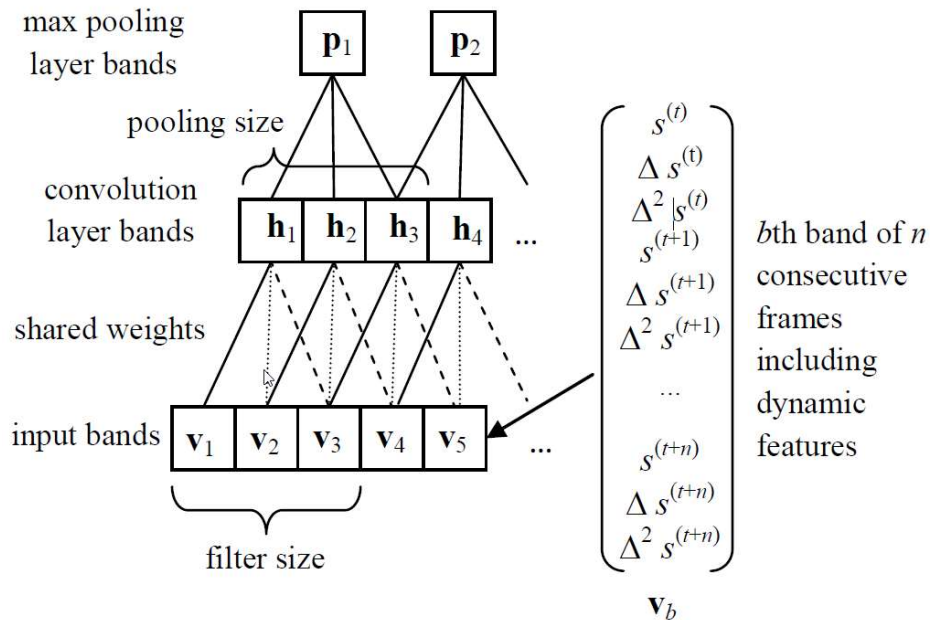 max pooling
layer bands
p₁ p₂
pooling size
convolution
layer bands
h₁ h₂ h₃ h₄ ...
shared weights
input bands
v₁ v₂ v₃ v₄ v₅ ...
filter size
s⁽ᵗ⁾
Δ s⁽ᵗ⁾
Δ² s⁽ᵗ⁾
s⁽ᵗ⁺¹⁾
Δ s⁽ᵗ⁺¹⁾
Δ² s⁽ᵗ⁺¹⁾
...
s⁽ᵗ⁺ⁿ⁾
Δ s⁽ᵗ⁺ⁿ⁾
Δ² s⁽ᵗ⁺ⁿ⁾
v_b
bth band of n
consecutive
frames
including
dynamic
features